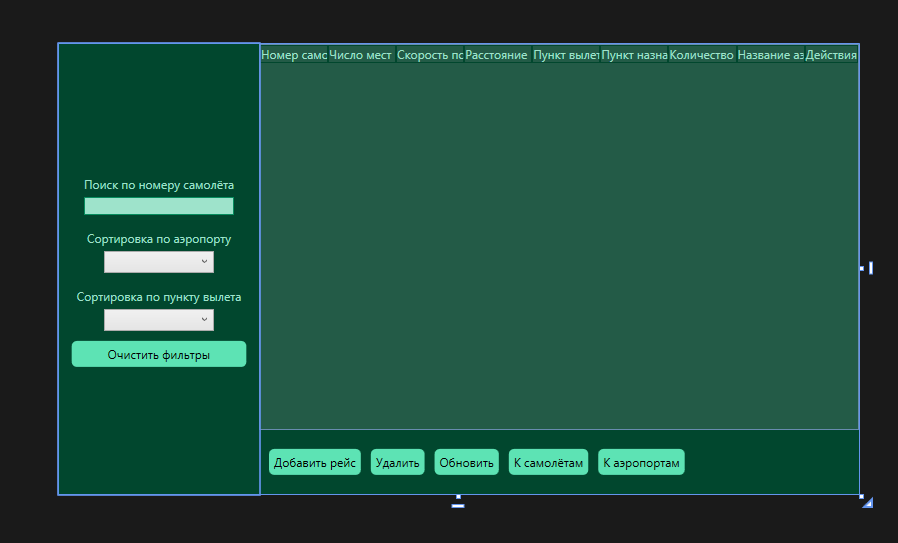 Номер само Число мест Скорость по Расстояние Пункт вылет Пункт назна Количество Название аэ Действия
Поиск по номеру самолёта
Сортировка по аэропорту
Сортировка по пункту вылета
Очистить фильтры
Добавить рейс Удалить Обновить К самолётам К аэропортам